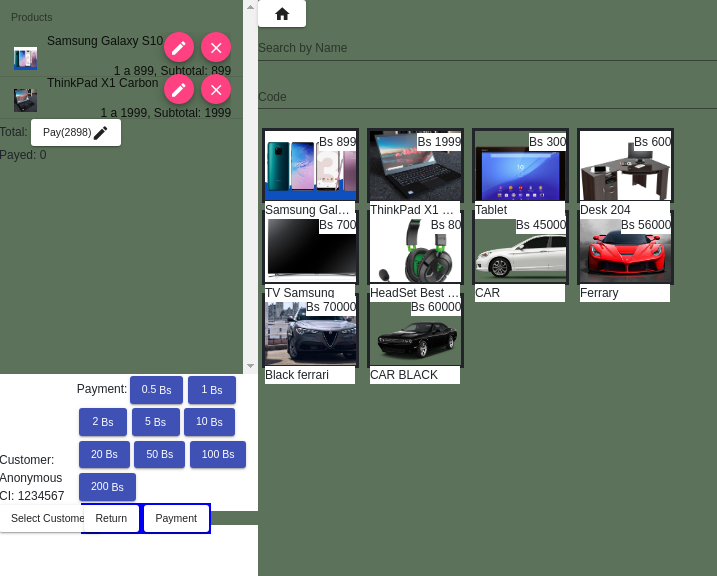 Products
Samsung Galaxy S10
1 a 899, Subtotal: 899
ThinkPad X1 Carbon
1 a 1999, Subtotal: 1999
Total: Pay(2898)
Payed: 0
Payment: 0.5 Bs 1 Bs
2 Bs 5 Bs 10 Bs
20 Bs 50 Bs 100 Bs
200 Bs
Customer:
Anonymous
CI: 1234567
Select Custome Return Payment
Search by Name
Code
Bs 899 Bs 1999 Bs 300 Bs 600
Samsung Gal... ThinkPad X1 ... Tablet Desk 204
Bs 700 Bs 80 Bs 45000 Bs 56000
TV Samsung HeadSet Best ... CAR Ferrary
Bs 70000 Bs 60000
Black ferrari CAR BLACK